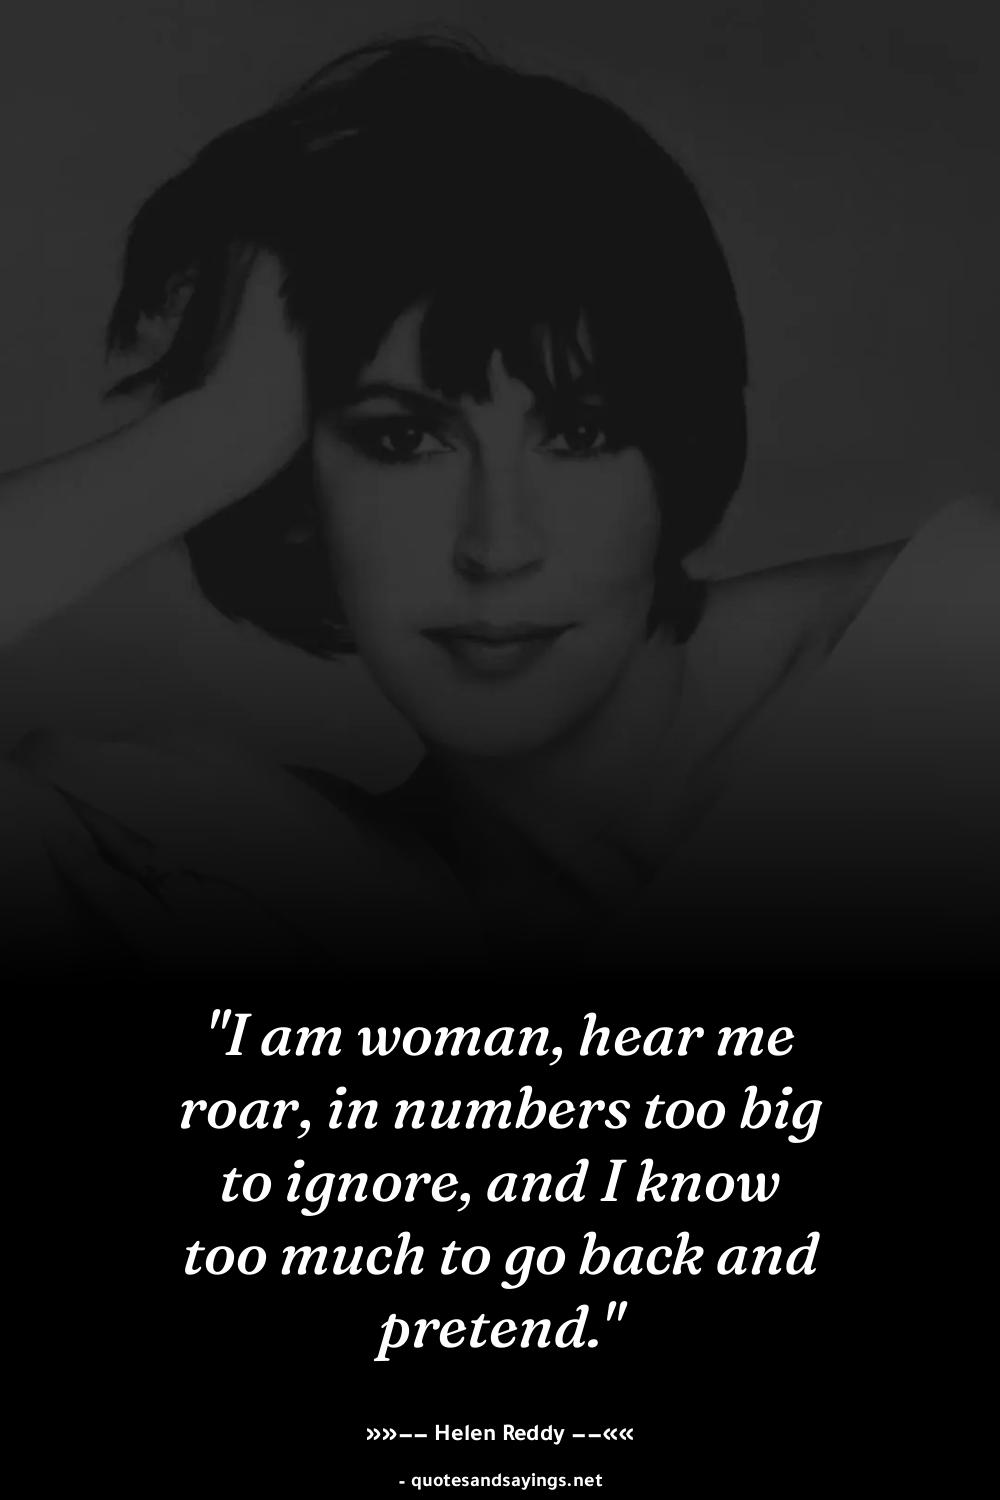 "I am woman, hear me
roar, in numbers too big
to ignore, and I know
too much to go back and
pretend."
»»–– Helen Reddy ––««
- quotesandsayings.net